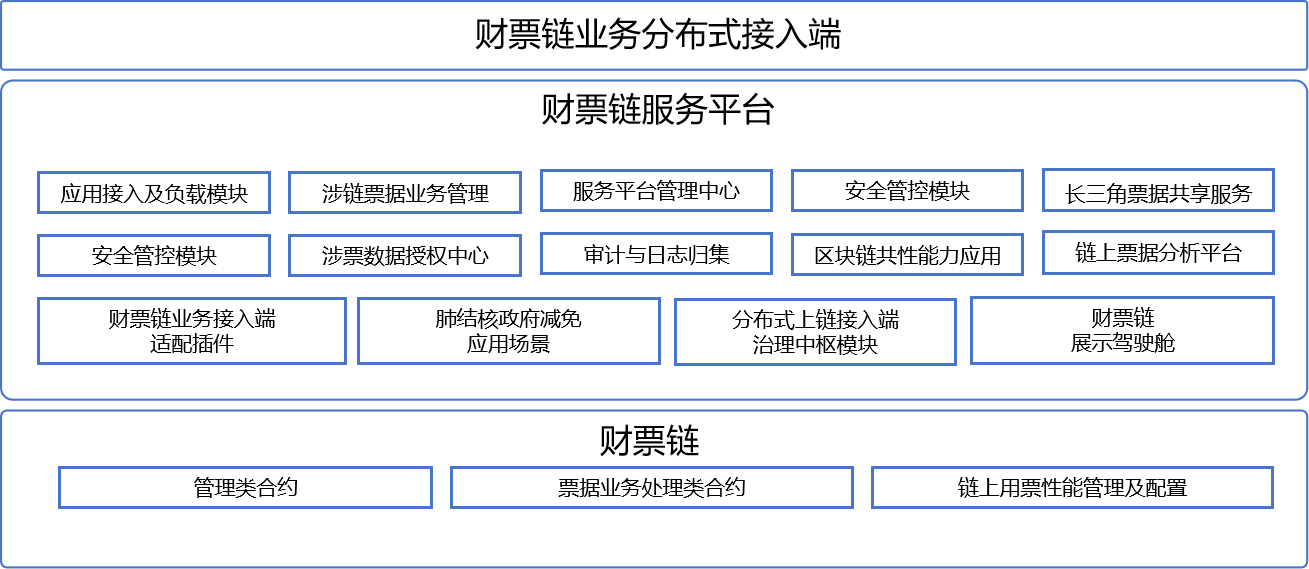 财票链业务分布式接入端
财票链服务平台
应用接入及负载模块
涉链票据业务管理
服务平台管理中心
安全管控模块
长三角票据共享服务
安全管控模块
涉票数据授权中心
审计与日志归集
区块链共性能力应用
链上票据分析平台
财票链业务接入端
适配插件
肺结核政府减免
应用场景
分布式上链接入端
治理中枢模块
财票链
展示驾驶舱
财票链
管理类合约
票据业务处理类合约
链上用票性能管理及配置